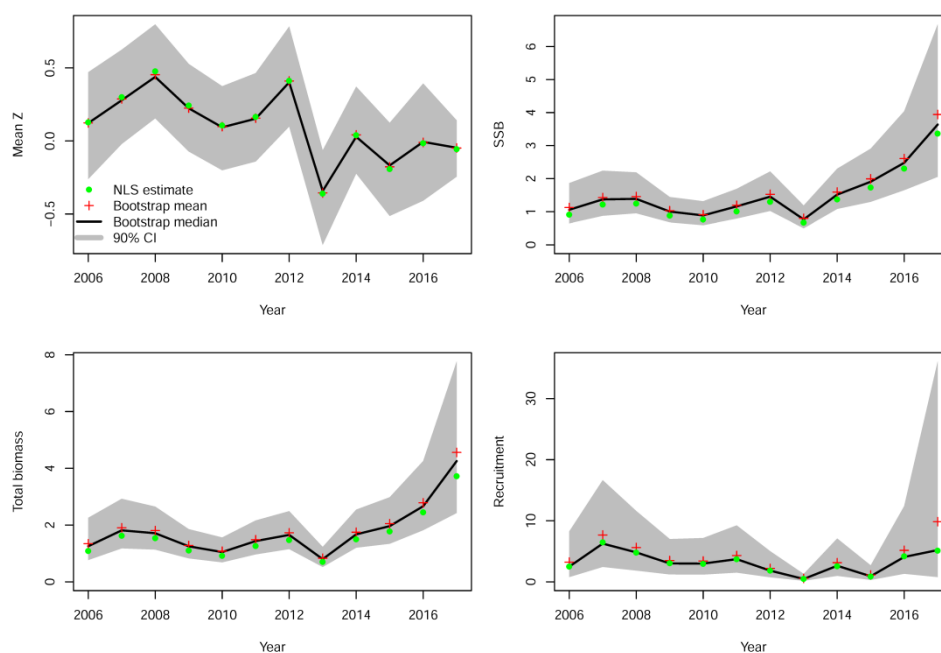 Mean Z
0.5
0.0
−0.5
NLS estimate
Bootstrap mean
Bootstrap median
90% CI
2006 2008 2010 2012 2014 2016
Year
SSB
6
5
4
3
2
1
0
2006 2008 2010 2012 2014 2016
Year
Total biomass
8
6
4
2
0
2006 2008 2010 2012 2014 2016
Year
Recruitment
30
20
10
0
2006 2008 2010 2012 2014 2016
Year